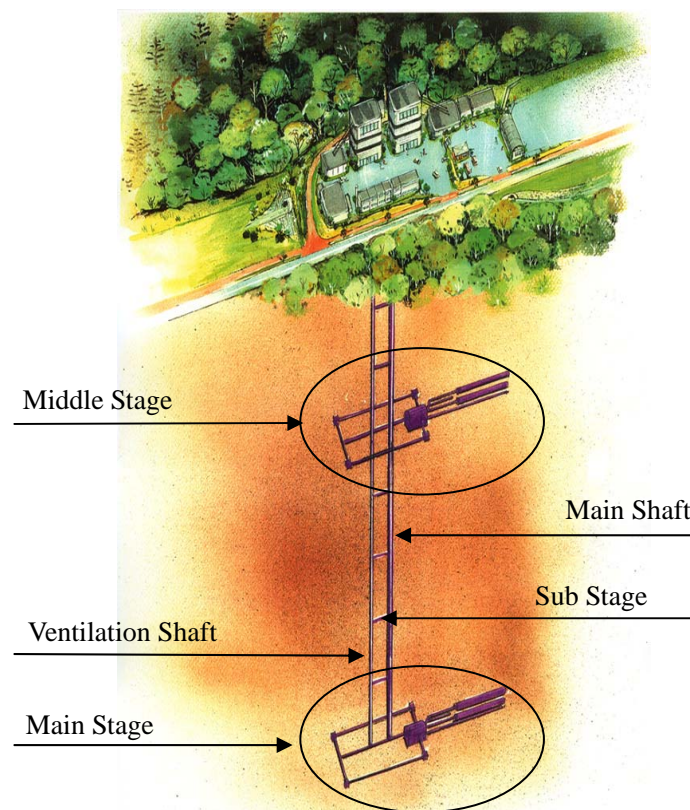 Middle Stage
Main Shaft
Sub Stage
Ventilation Shaft
Main Stage